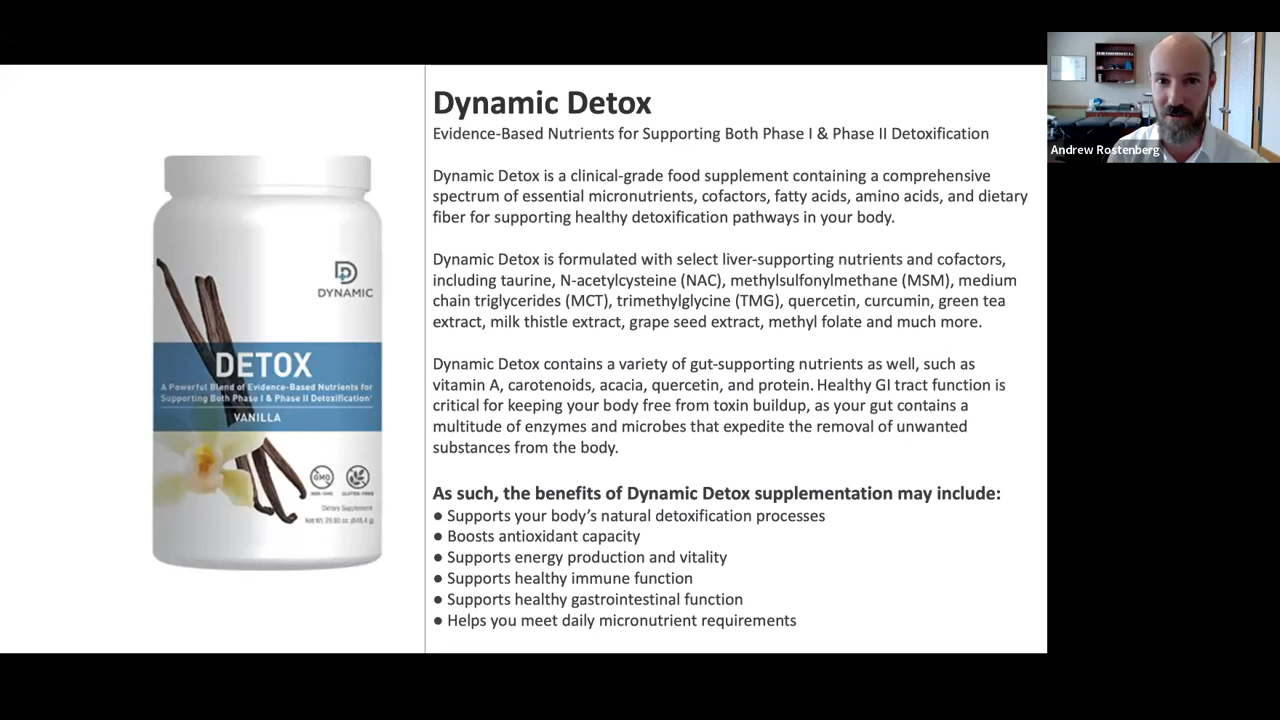 Dynamic Detox
Evidence-Based Nutrients for Supporting Both Phase I & Phase II Detoxification
Dynamic Detox is a clinical-grade food supplement containing a comprehensive
spectrum of essential micronutrients, cofactors, fatty acids, amino acids, and dietary
fiber for supporting healthy detoxification pathways in your body.
Dynamic Detox is formulated with select liver-supporting nutrients and cofactors,
including taurine, N-acetylcysteine (NAC), methylsulfonylmethane (MSM), medium
chain triglycerides (MCT), trimethylglycine (TMG), quercetin, curcumin, green tea
extract, milk thistle extract, grape seed extract, methyl folate and much more.
Dynamic Detox contains a variety of gut-supporting nutrients as well, such as
vitamin A, carotenoids, acacia, quercetin, and protein. Healthy GI tract function is
critical for keeping your body free from toxin buildup, as your gut contains a
multitude of enzymes and microbes that expedite the removal of unwanted
substances from the body.
As such, the benefits of Dynamic Detox supplementation may include:
● Supports your body’s natural detoxification processes
● Boosts antioxidant capacity
● Supports energy production and vitality
● Supports healthy immune function
● Supports healthy gastrointestinal function
● Helps you meet daily micronutrient requirements
DYNAMIC
DETOX
A Powerful Blend of Evidence-Based Nutrients for
Supporting Both Phase I & Phase II Detoxification
VANILLA
GMO
NON-GMO
GLUTEN-FREE
Dietary Supplement
Andrew Rostenberg